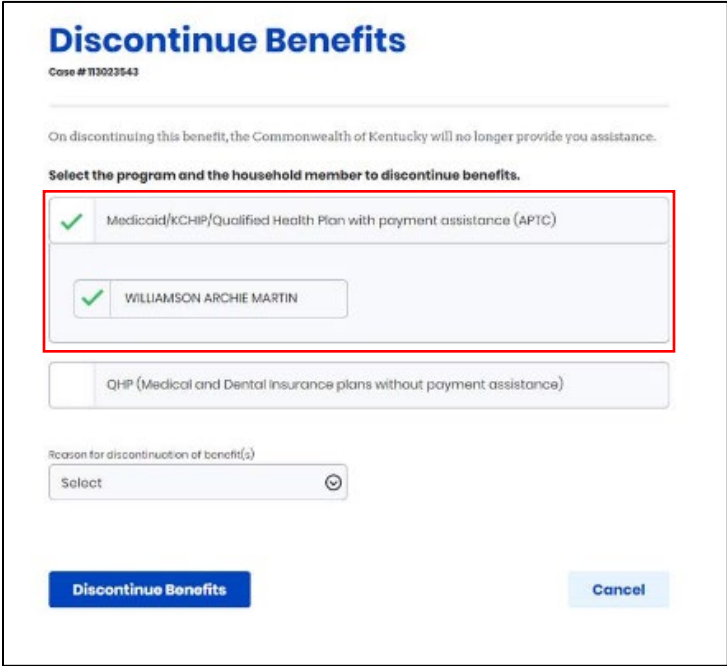 Discontinue Benefits
Case # 113023543
On discontinuing this benefit, the Commonwealth of Kentucky will no longer provide you assistance.
Select the program and the household member to discontinue benefits.
Medicaid/KCHIP/Qualified Health Plan with payment assistance (APTC)
WILLIAMSON ARCHIE MARTIN
QHP (Medical and Dental Insurance plans without payment assistance)
Reason for discontinuation of benefit(s)
Select
Discontinue Benefits
Cancel